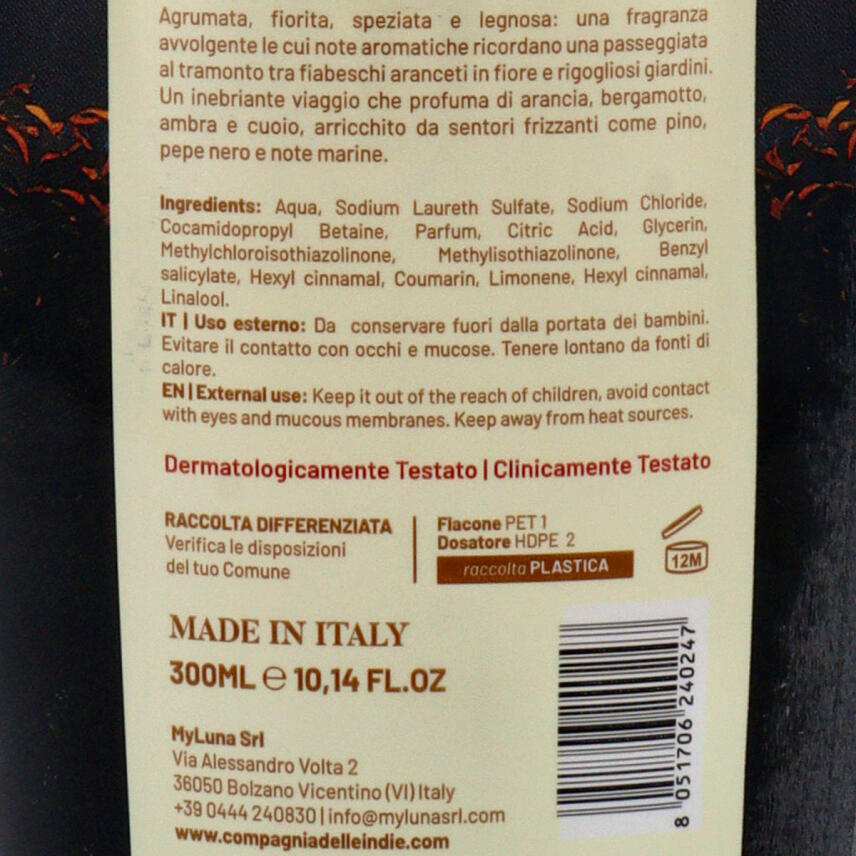 Agrumata, fiorita, speziata e legnosa: una fragranza
avvolgente le cui note aromatiche ricordano una passeggiata
al tramonto tra fiabeschi aranceti in fiore e rigogliosi giardini.
Un inebriante viaggio che profuma di arancia, bergamotto,
ambra e cuoio, arricchito da sentori frizzanti come pino,
pepe nero e note marine.
Ingredients: Aqua, Sodium Laureth Sulfate, Sodium Chloride,
Cocamidopropyl Betaine, Parfum, Citric Acid, Glycerin,
Methylchloroisothiazolinone, Methylisothiazolinone, Benzyl
salicylate, Hexyl cinnamal, Coumarin, Limonene, Hexyl cinnamal,
Linalool.
IT | Uso esterno: Da conservare fuori dalla portata dei bambini.
Evitare il contatto con occhi e mucose. Tenere lontano da fonti di
calore.
EN | External use: Keep it out of the reach of children, avoid contact
with eyes and mucous membranes. Keep away from heat sources.
Dermatologicamente Testato | Clinicamente Testato
RACCOLTA DIFFERENZIATA
Verifica le disposizioni
del tuo Comune
Flacone PET 1
Dosatore HDPE 2
raccolta PLASTICA
12M
MADE IN ITALY
300ML ℮ 10,14 FL.OZ
MyLuna Srl
Via Alessandro Volta 2
36050 Bolzano Vicentino (VI) Italy
+39 0444 240830 | info@mylunasrl.com
www.compagniadelleindie.com
8 051706 240247